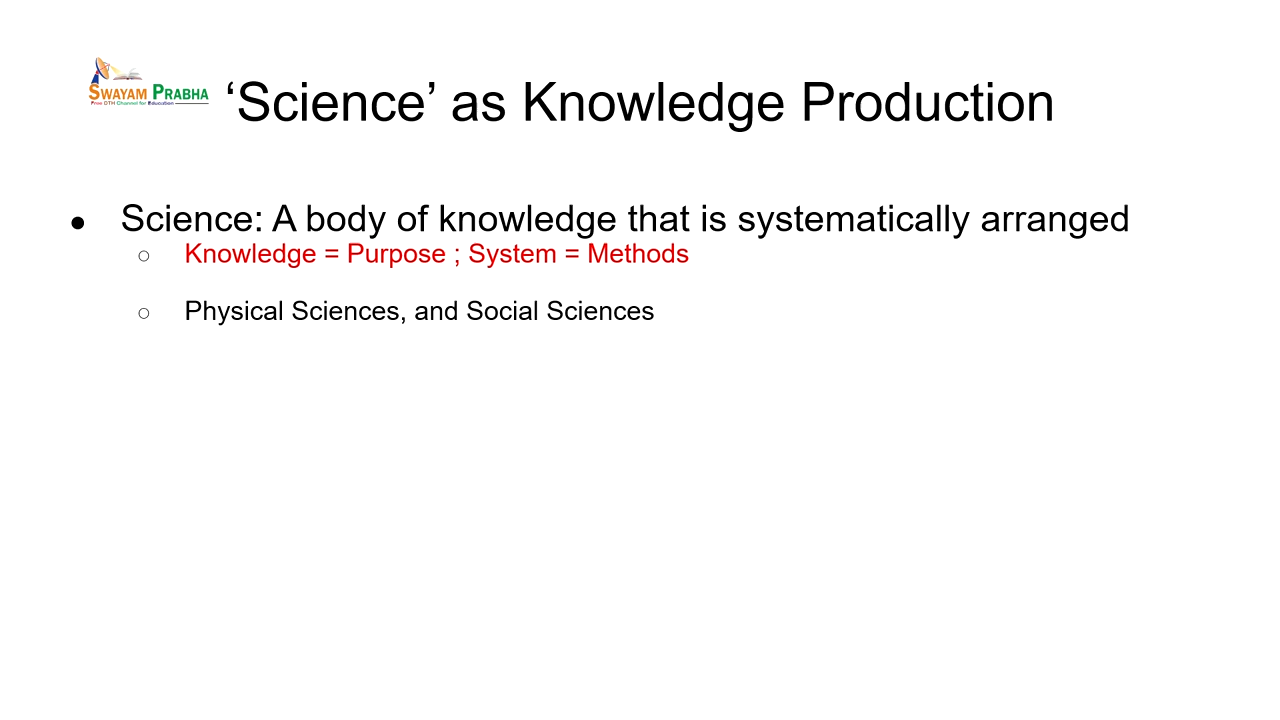 SWAYAM PRABHA
Free DTH Channel for Education
‘Science’ as Knowledge Production
● Science: A body of knowledge that is systematically arranged
○ Knowledge = Purpose ; System = Methods
○ Physical Sciences, and Social Sciences